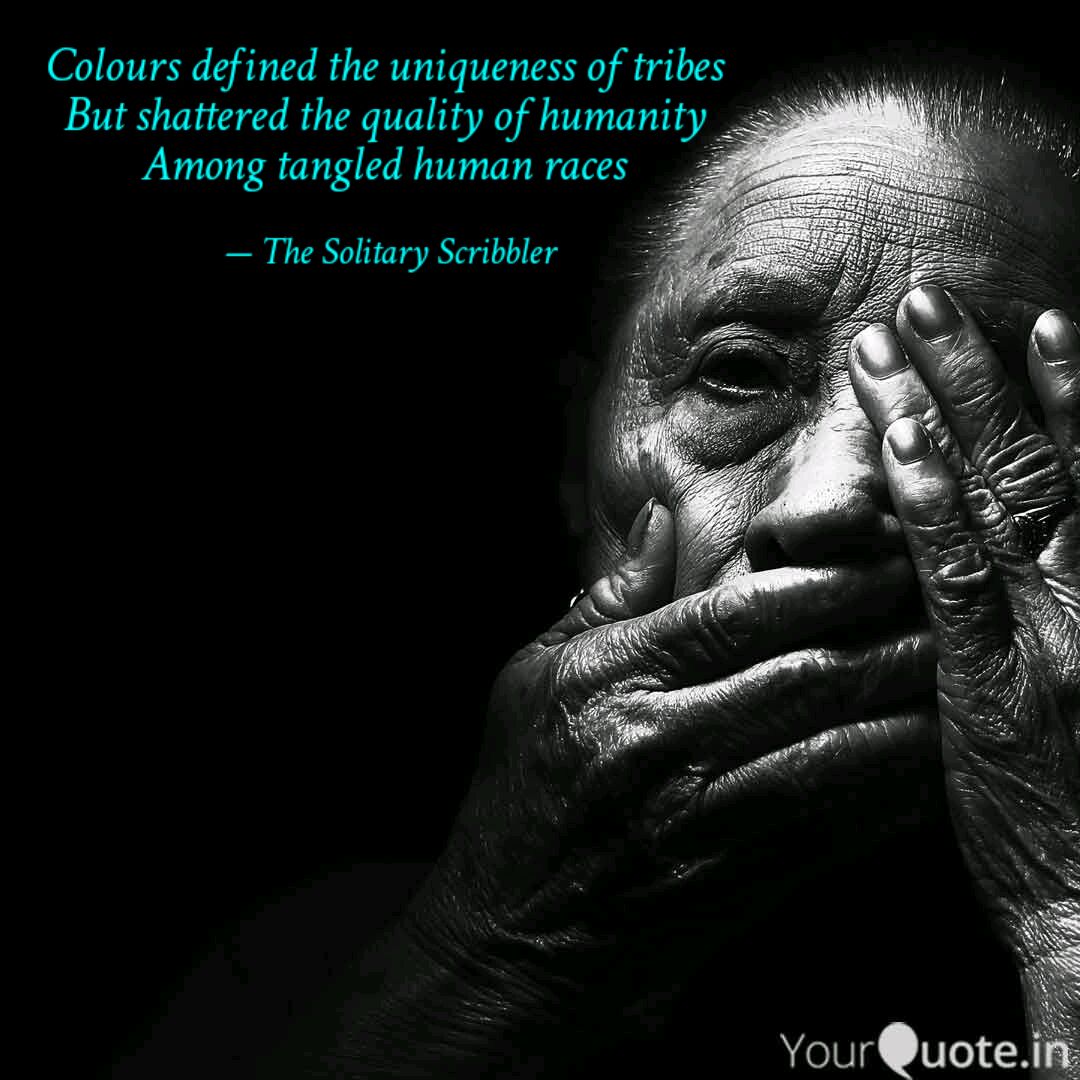 Colours defined the uniqueness of tribes
But shattered the quality of humanity
Among tangled human races
— The Solitary Scribbler
YourQuote.in